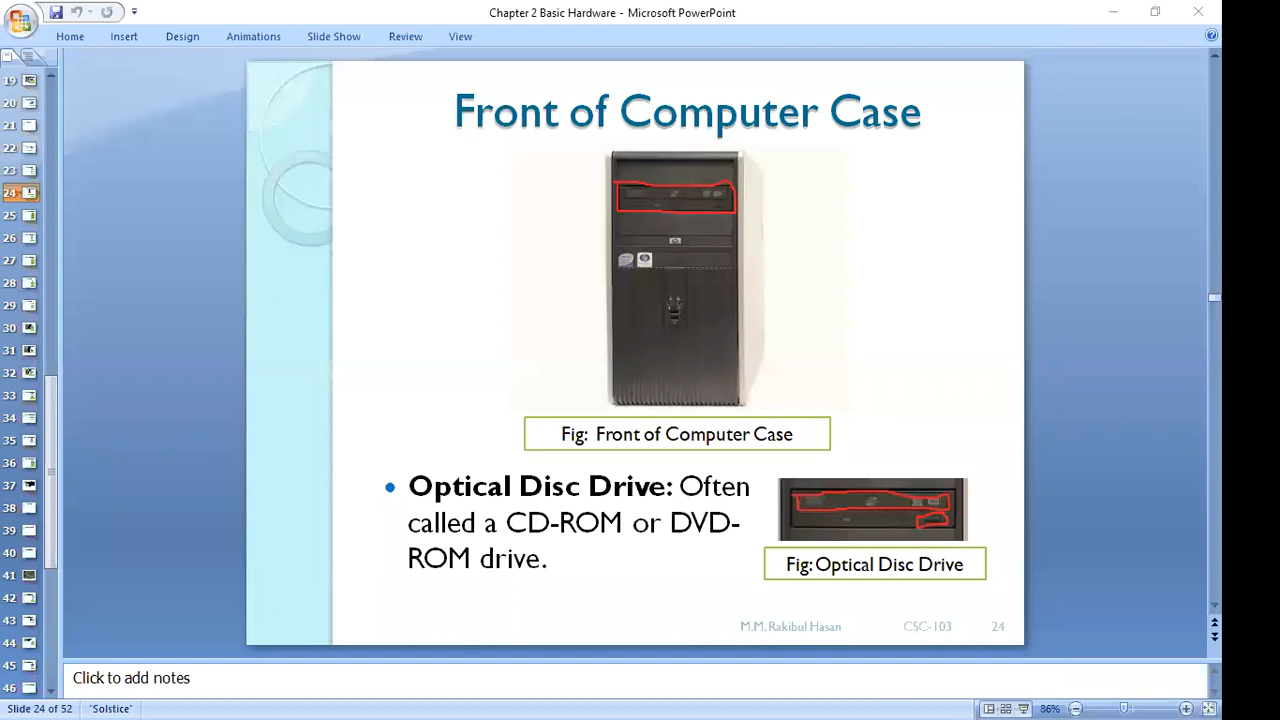 Chapter 2 Basic Hardware - Microsoft PowerPoint
Home Insert Design Animations Slide Show Review View
19
20
21
22
23
24
25
26
27
28
29
30
31
32
33
34
35
36
37
38
39
40
41
42
43
44
45
46
Front of Computer Case
hp
Fig: Front of Computer Case
• Optical Disc Drive: Often
called a CD-ROM or DVD-
ROM drive.
Fig: Optical Disc Drive
M.M. Rakibul Hasan CSC-103 24
Click to add notes
Slide 24 of 52 "Solstice" 86%